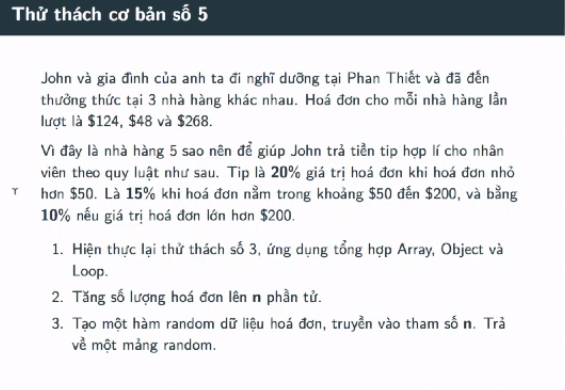 Thử thách cơ bản số 5
John và gia đình của anh ta đi nghĩ dưỡng tại Phan Thiết và đã đến
thưởng thức tại 3 nhà hàng khác nhau. Hoá đơn cho mỗi nhà hàng lần
lượt là $124, $48 và $268.
Vì đây là nhà hàng 5 sao nên để giúp John trả tiền tip hợp lí cho nhân
viên theo quy luật như sau. Tip là 20% giá trị hoá đơn khi hoá đơn nhỏ
hơn $50. Là 15% khi hoá đơn nằm trong khoảng $50 đến $200, và bằng
10% nếu giá trị hoá đơn lớn hơn $200.
1. Hiện thực lại thử thách số 3, ứng dụng tổng hợp Array, Object và
Loop.
2. Tăng số lượng hoá đơn lên n phần tử.
3. Tạo một hàm random dữ liệu hoá đơn, truyền vào tham số n. Trả
về một mảng random.